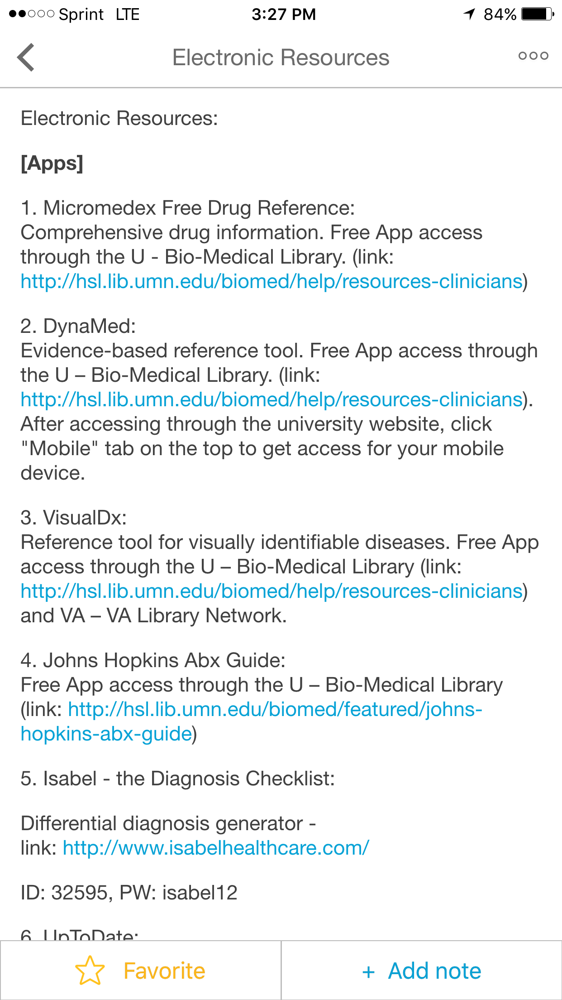 Sprint LTE 3:27 PM 84%
Electronic Resources
Electronic Resources:
[Apps]
1. Micromedex Free Drug Reference:
Comprehensive drug information. Free App access
through the U - Bio-Medical Library. (link:
http://hsl.lib.umn.edu/biomed/help/resources-clinicians)
2. DynaMed:
Evidence-based reference tool. Free App access through
the U – Bio-Medical Library. (link:
http://hsl.lib.umn.edu/biomed/help/resources-clinicians).
After accessing through the university website, click
"Mobile" tab on the top to get access for your mobile
device.
3. VisualDx:
Reference tool for visually identifiable diseases. Free App
access through the U – Bio-Medical Library (link:
http://hsl.lib.umn.edu/biomed/help/resources-clinicians)
and VA – VA Library Network.
4. Johns Hopkins Abx Guide:
Free App access through the U – Bio-Medical Library
(link: http://hsl.lib.umn.edu/biomed/featured/johns-
hopkins-abx-guide)
5. Isabel - the Diagnosis Checklist:
Differential diagnosis generator -
link: http://www.isabelhealthcare.com/
ID: 32595, PW: isabel12
6. UpToDate:
Favorite
+ Add note